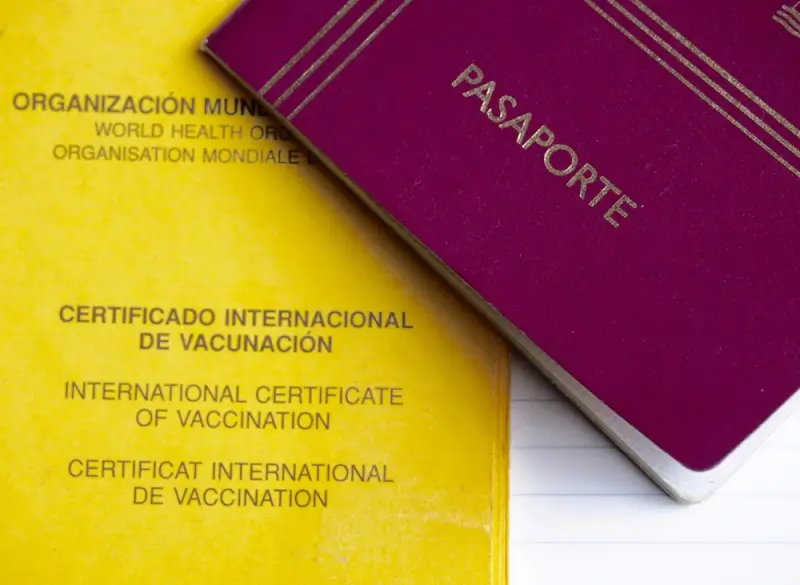 ORGANIZACIÓN
WORLD HEALTH
ORGANISATION MONDIALE
CERTIFICADO INTERNACIONAL
DE VACUNACIÓN
INTERNATIONAL CERTIFICATE
OF VACCINATION
CERTIFICAT INTERNATIONAL
DE VACCINATION
PASAPORTE